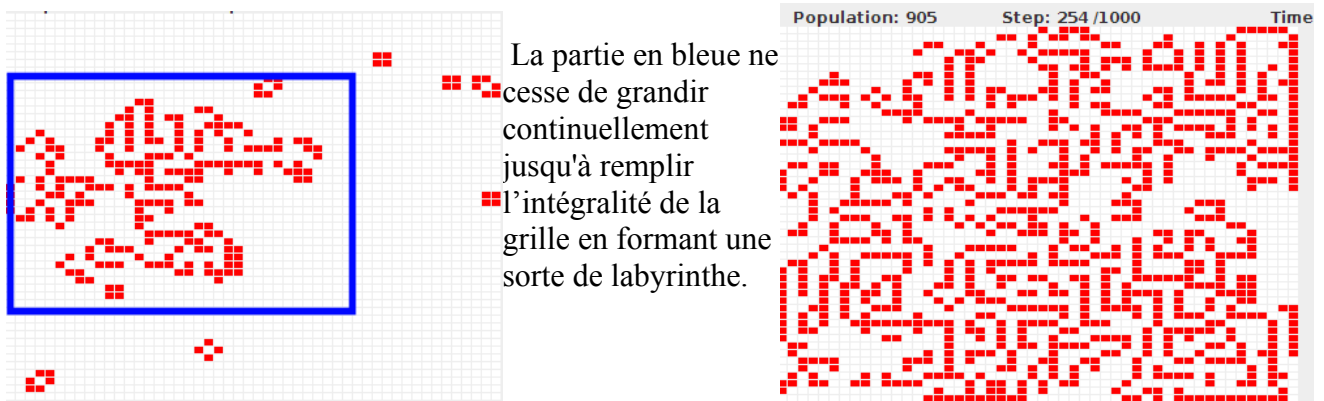 Population: 905 Step: 254 /1000 Time
La partie en bleue ne
cesse de grandir
continuellement
jusqu'à remplir
l’intégralité de la
grille en formant une
sorte de labyrinthe.